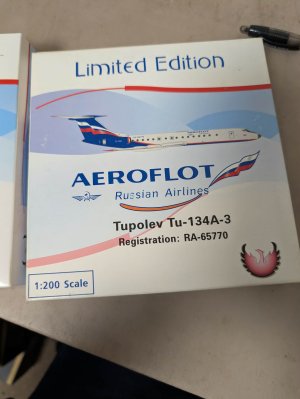 Limited Edition
AEROFLOT
Russian Airlines
Tupolev Tu-134A-3
Registration: RA-65770
1:200 Scale